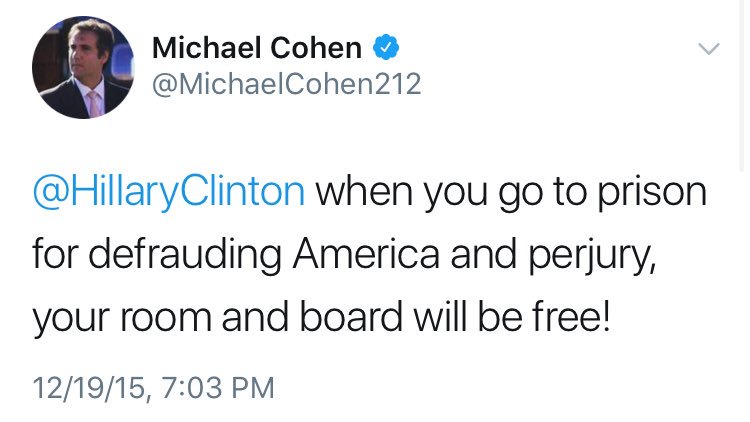 Michael Cohen
@MichaelCohen212
@HillaryClinton when you go to prison
for defrauding America and perjury,
your room and board will be free!
12/19/15, 7:03 PM